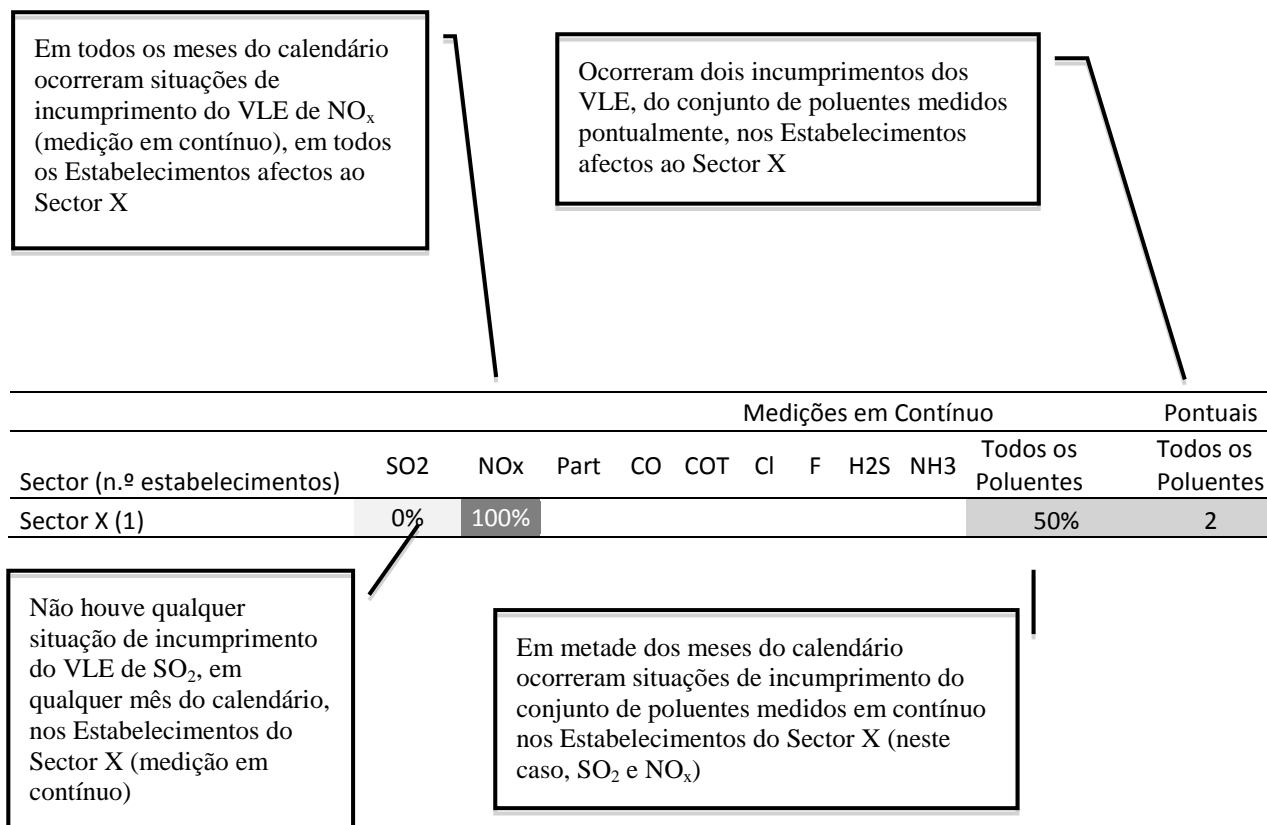 Em todos os meses do calendário
ocorreram situações de
incumprimento do VLE de NOx
(medição em contínuo), em todos
os Estabelecimentos afectos ao
Sector X
Ocorreram dois incumprimentos dos
VLE, do conjunto de poluentes medidos
pontualmente, nos Estabelecimentos
afectos ao Sector X
Medições em Contínuo Pontuais
Sector (n.º estabelecimentos) SO2 NOx Part CO COT Cl F H2S NH3 Todos os Poluentes Todos os Poluentes
Sector X (1) 0% 100% 50% 2
Não houve qualquer
situação de incumprimento
do VLE de SO2, em
qualquer mês do calendário,
nos Estabelecimentos do
Sector X (medição em
contínuo)
Em metade dos meses do calendário
ocorreram situações de incumprimento do
conjunto de poluentes medidos em contínuo
nos Estabelecimentos do Sector X (neste
caso, SO2 e NOx)